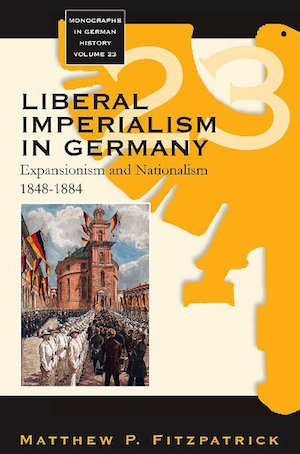 MONOGRAPHS
IN GERMAN
HISTORY
VOLUME 23
23
LIBERAL
IMPERIALISM
IN GERMANY
Expansionism and Nationalism
1848-1884
MATTHEW P. FITZPATRICK